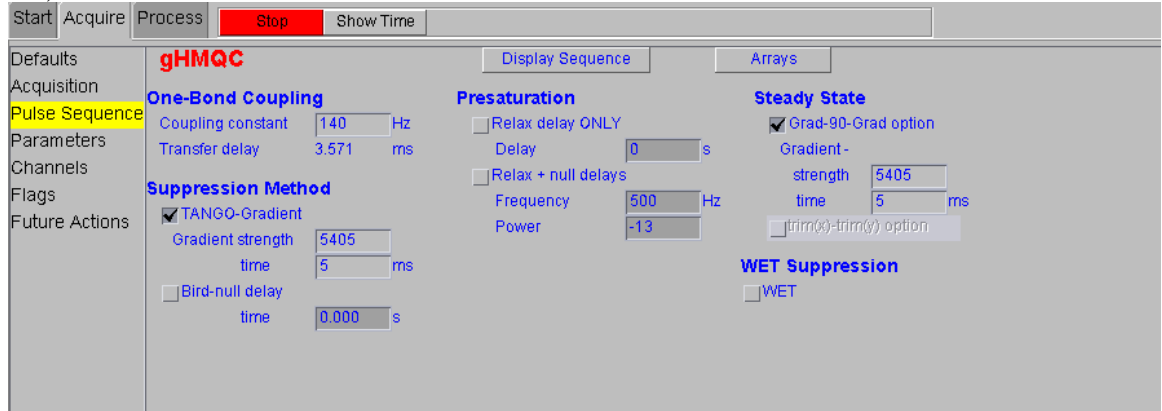 Start Acquire Process Stop Show Time
Defaults
Acquisition
Pulse Sequence
Parameters
Channels
Flags
Future Actions
gHMQC Display Sequence Arrays
One-Bond Coupling
Coupling constant 140 Hz
Transfer delay 3.571 ms
Suppression Method
TANGO-Gradient
Gradient strength 5405
time 5 ms
Bird-null delay
time 0.000 s
Presaturation
Relax delay ONLY
Delay 0 s
Relax + null delays
Frequency 500 Hz
Power -13
Steady State
Grad-90-Grad option
Gradient -
strength 5405
time 5 ms
trim(x)-trim(y) option
WET Suppression
WET